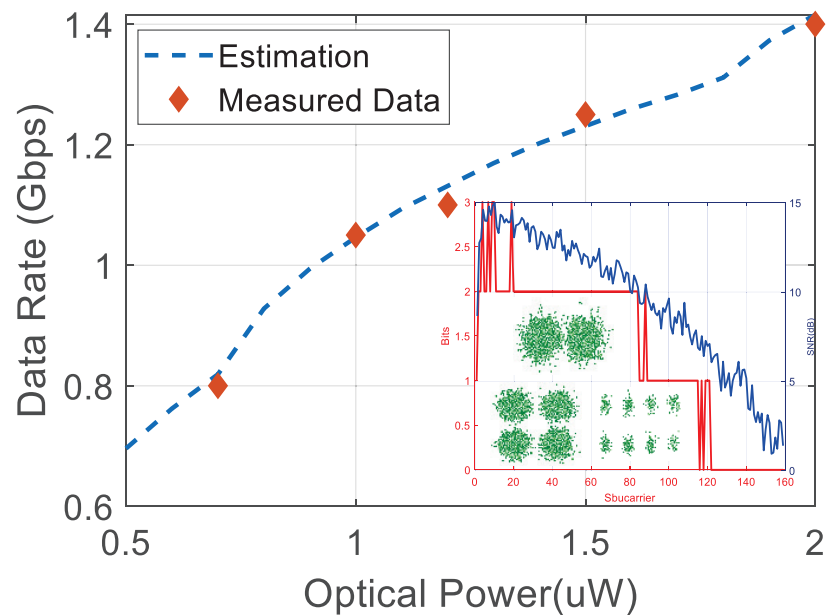 1.4
1.2
1
0.8
0.6
Data Rate (Gbps)
Estimation
Measured Data
3
2.5
2
1.5
1
0.5
0
Bits
15
10
5
0
SNR(dB)
0 20 40 60 80 100 120 140 160
Sbucarrier
0.5 1 1.5 2
Optical Power(uW)